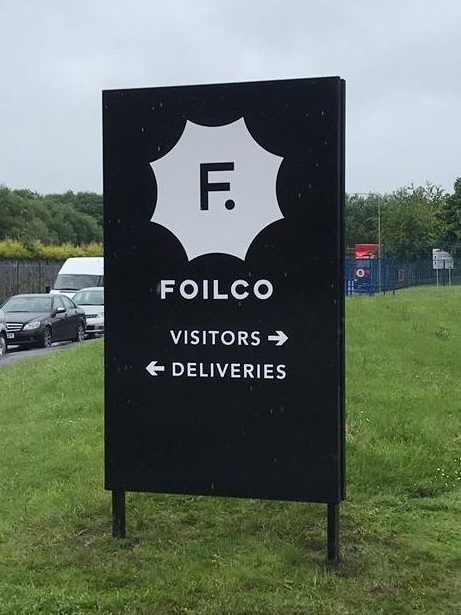 F.
FOILCO
VISITORS →
← DELIVERIES